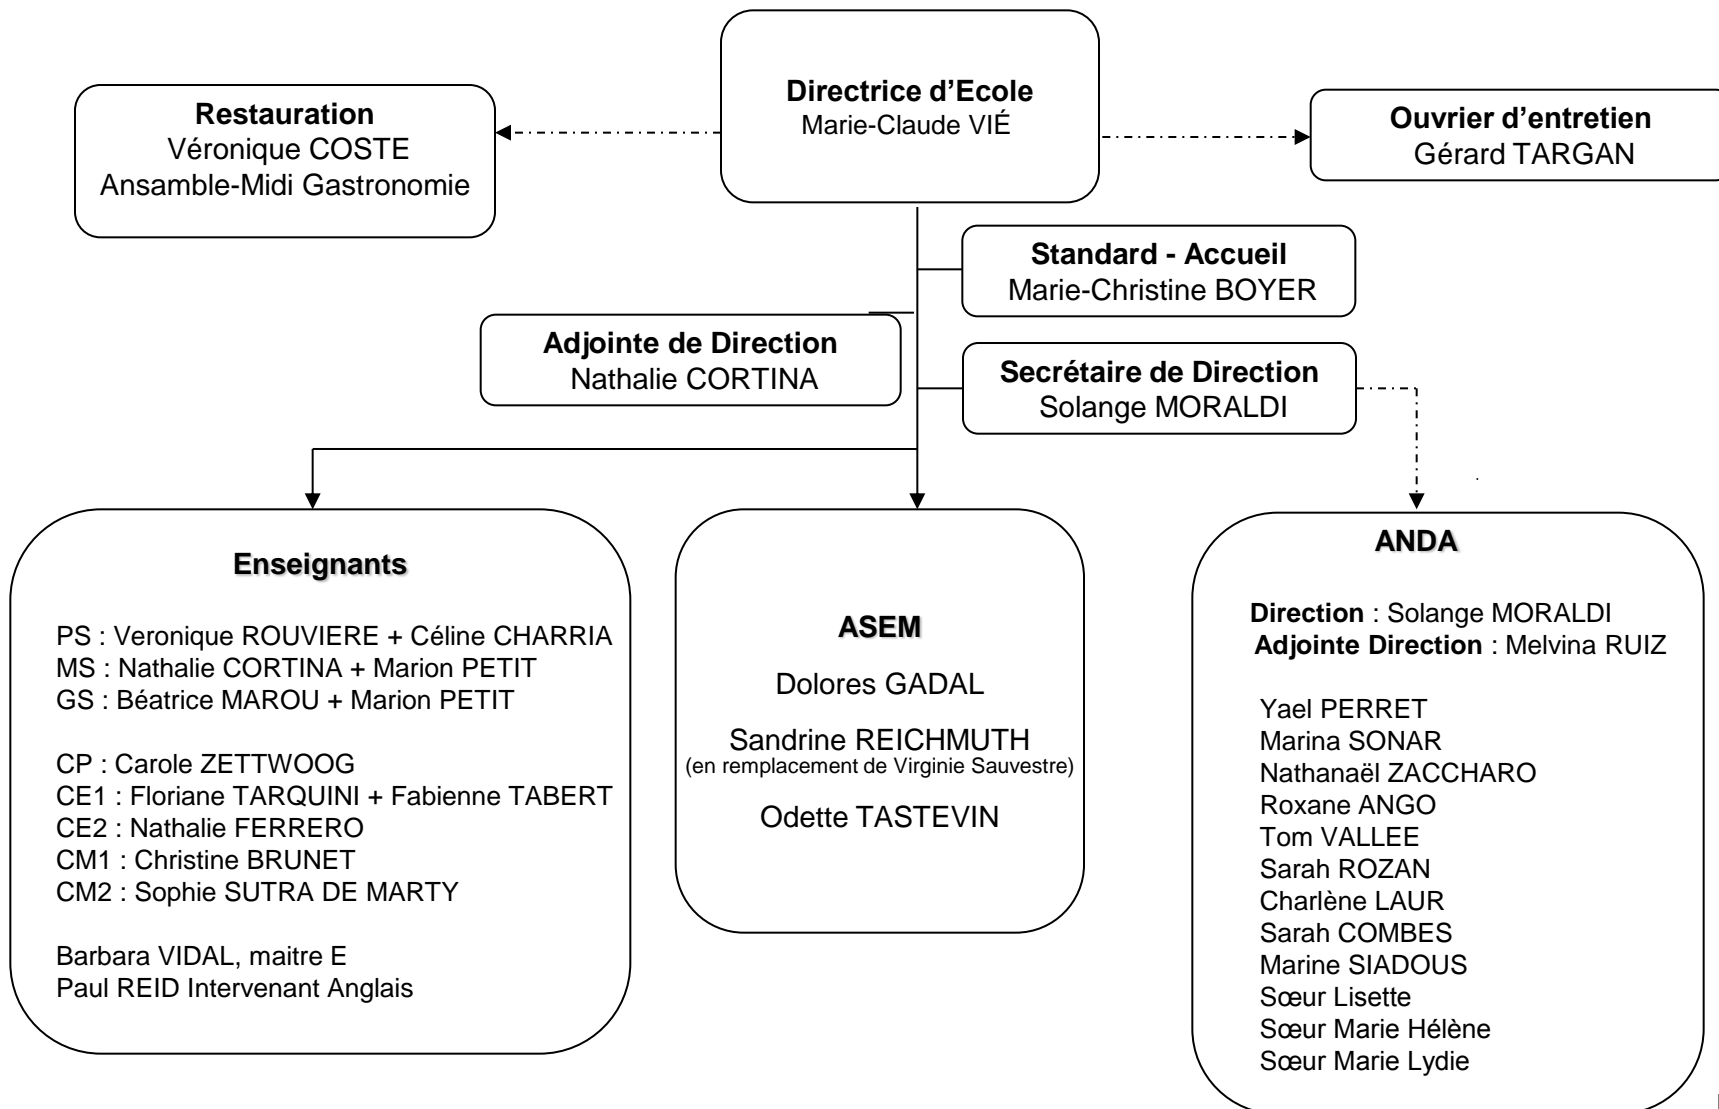 Directrice d’Ecole
Marie-Claude VIÉ
Restauration
Véronique COSTE
Ansamble-Midi Gastronomie
Ouvrier d’entretien
Gérard TARGAN
Standard - Accueil
Marie-Christine BOYER
Adjointe de Direction
Nathalie CORTINA
Secrétaire de Direction
Solange MORALDI
Enseignants
PS : Veronique ROUVIERE + Céline CHARRIA
MS : Nathalie CORTINA + Marion PETIT
GS : Béatrice MAROU + Marion PETIT
CP : Carole ZETTWOOG
CE1 : Floriane TARQUINI + Fabienne TABERT
CE2 : Nathalie FERRERO
CM1 : Christine BRUNET
CM2 : Sophie SUTRA DE MARTY
Barbara VIDAL, maitre E
Paul REID Intervenant Anglais
ASEM
Dolores GADAL
Sandrine REICHMUTH
(en remplacement de Virginie Sauvestre)
Odette TASTEVIN
ANDA
Direction : Solange MORALDI
Adjointe Direction : Melvina RUIZ
Yael PERRET
Marina SONAR
Nathanaël ZACCHARO
Roxane ANGO
Tom VALLEE
Sarah ROZAN
Charlène LAUR
Sarah COMBES
Marine SIADOUS
Sœur Lisette
Sœur Marie Hélène
Sœur Marie Lydie